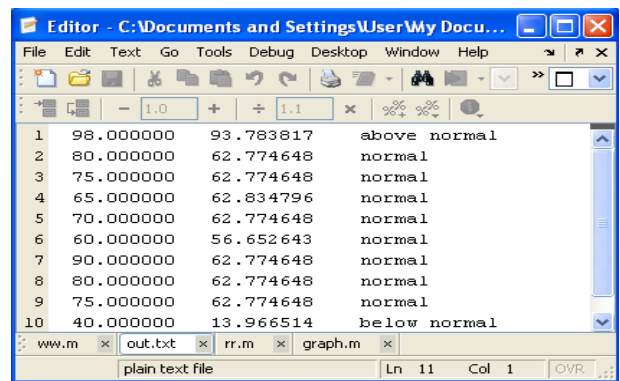 Editor - C:\Documents and Settings\User\My Docu...
File Edit Text Go Tools Debug Desktop Window Help
- 1.0 + ÷ 1.1 ×
1 98.000000 93.783817 above normal
2 80.000000 62.774648 normal
3 75.000000 62.774648 normal
4 65.000000 62.834796 normal
5 70.000000 62.774648 normal
6 60.000000 56.652643 normal
7 90.000000 62.774648 normal
8 80.000000 62.774648 normal
9 75.000000 62.774648 normal
10 40.000000 13.966514 below normal
ww.m × out.txt × rr.m × graph.m ×
plain text file Ln 11 Col 1 OVR